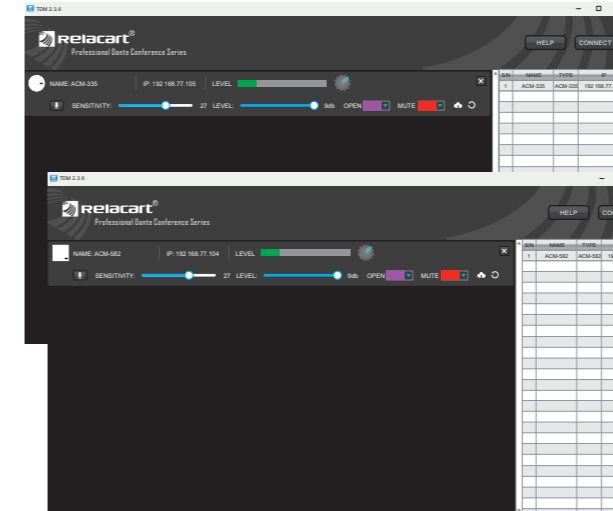 TDM 2.3.6
Relacart®
Professional Dante Conference Series
HELP
CONNECT
NAME: ACM-335 IP: 192 168.77.105 LEVEL
S/N NAME TYPE IP
1 ACM-335 ACM-335 192 168.77.
SENSITIVITY: 27 LEVEL: 9db OPEN MUTE
TDM 2.3.6
Relacart®
Professional Dante Conference Series
HELP
CO
NAME: ACM-582 IP: 192 168.77.104 LEVEL
S/N NAME TYPE
1 ACM-582 ACM-582 19
SENSITIVITY: 27 LEVEL: 9db OPEN MUTE